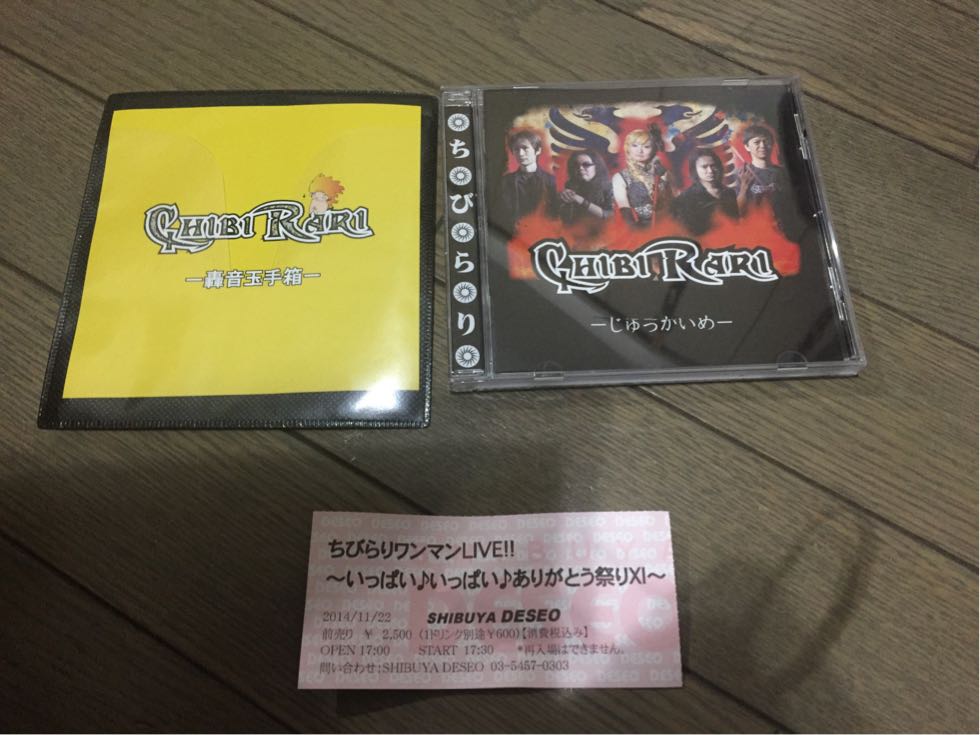 CHIBI RARI
―轟音玉手箱―
ちびらり
CHIBI RARI
―じゅうかいめ―
ちびらりワンマンLIVE!!
～いっぱい♪いっぱい♪ありがとう祭りXI～
2014/11/22 SHIBUYA DESEO
前売り ￥ 2,500 (1ドリンク別途￥600)【消費税込み】
OPEN 17:00 START 17:30 *再入場はできません。
問い合わせ:SHIBUYA DESEO 03-5457-0303